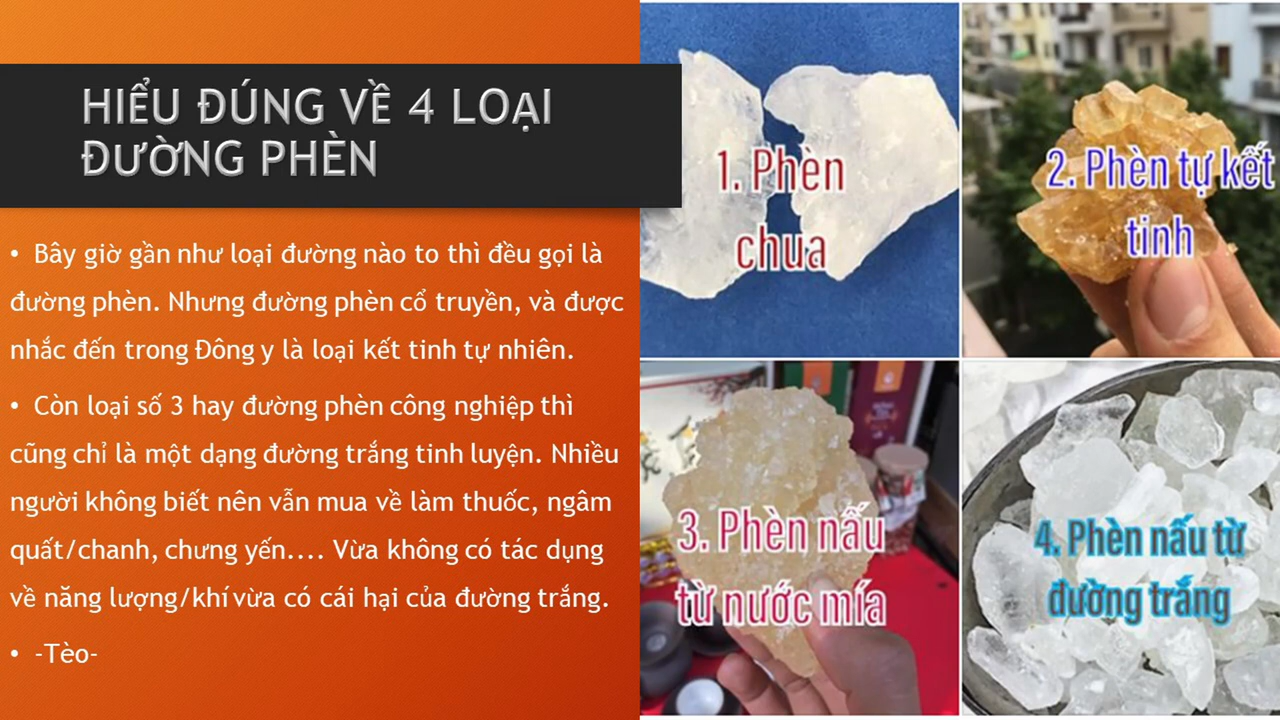 HIỂU ĐÚNG VỀ 4 LOẠI
ĐƯỜNG PHÈN
• Bây giờ gần như loại đường nào to thì đều gọi là
đường phèn. Nhưng đường phèn cổ truyền, và được
nhắc đến trong Đông y là loại kết tinh tự nhiên.
• Còn loại số 3 hay đường phèn công nghiệp thì
cũng chỉ là một dạng đường trắng tinh luyện. Nhiều
người không biết nên vẫn mua về làm thuốc, ngâm
quất/chanh, chưng yến.... Vừa không có tác dụng
về năng lượng/khí vừa có cái hại của đường trắng.
• -Tèo-
1. Phèn
chua
2. Phèn tự kết
tinh
3. Phèn nấu
từ nước mía
4. Phèn nấu từ
đường trắng